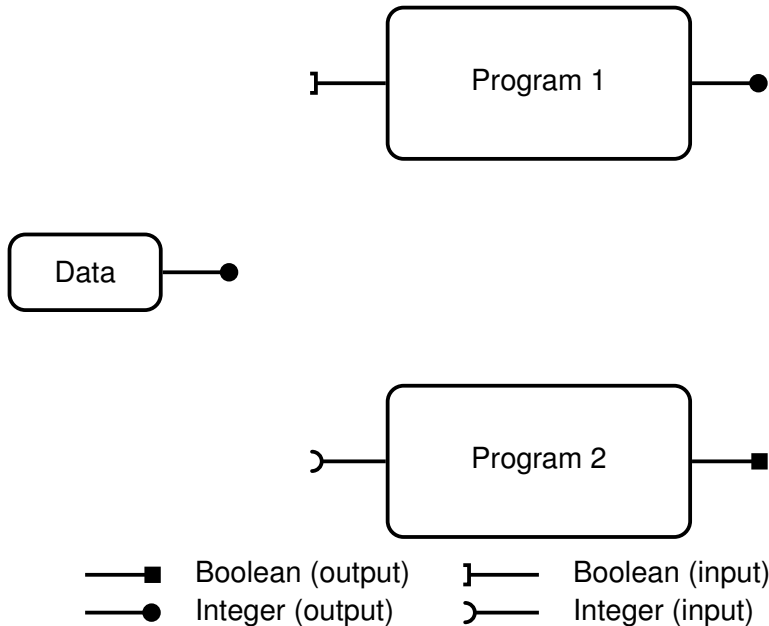 Program 1
Data
Program 2
Boolean (output)
Boolean (input)
Integer (output)
Integer (input)